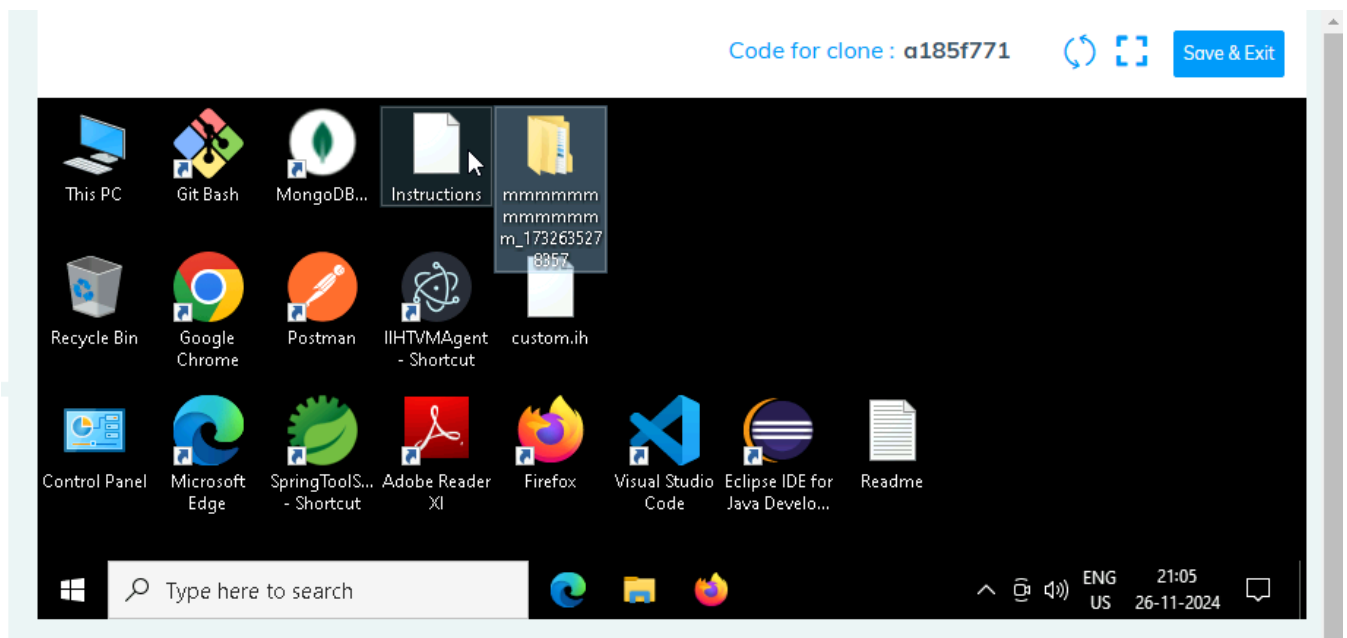 Code for clone : a185f771
Save & Exit
This PC
Git Bash
MongoDB...
Instructions
mmmmmm
mmmmmm
m_173263527
8357
Recycle Bin
Google
Chrome
Postman
IIHTVMAgent
- Shortcut
custom.ih
Control Panel
Microsoft
Edge
SpringToolS...
- Shortcut
Adobe Reader
XI
Firefox
Visual Studio
Code
Eclipse IDE for
Java Develo...
Readme
Type here to search
ENG
US
21:05
26-11-2024